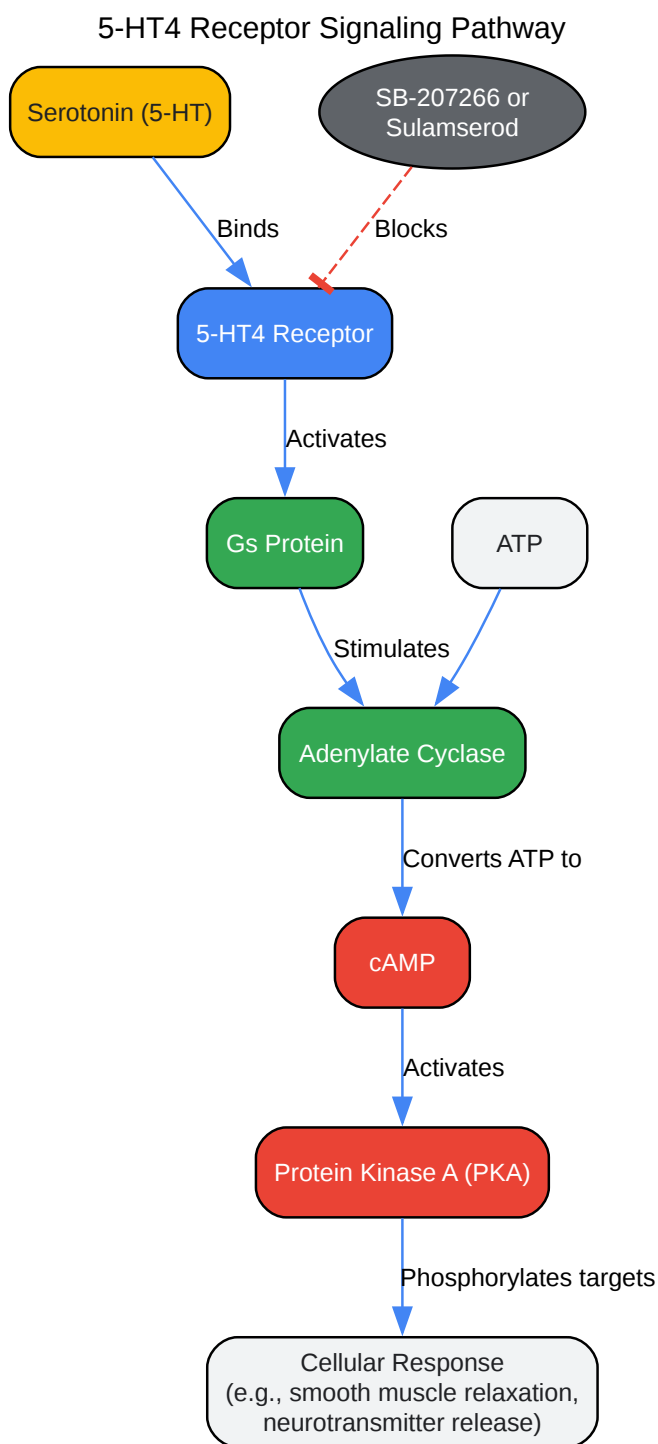 5-HT4 Receptor Signaling Pathway
Serotonin (5-HT)
SB-207266 or
Sulamserod
Binds
Blocks
5-HT4 Receptor
Activates
Gs Protein
ATP
Stimulates
Adenylate Cyclase
Converts ATP to
cAMP
Activates
Protein Kinase A (PKA)
Phosphorylates targets
Cellular Response
(e.g., smooth muscle relaxation,
neurotransmitter release)